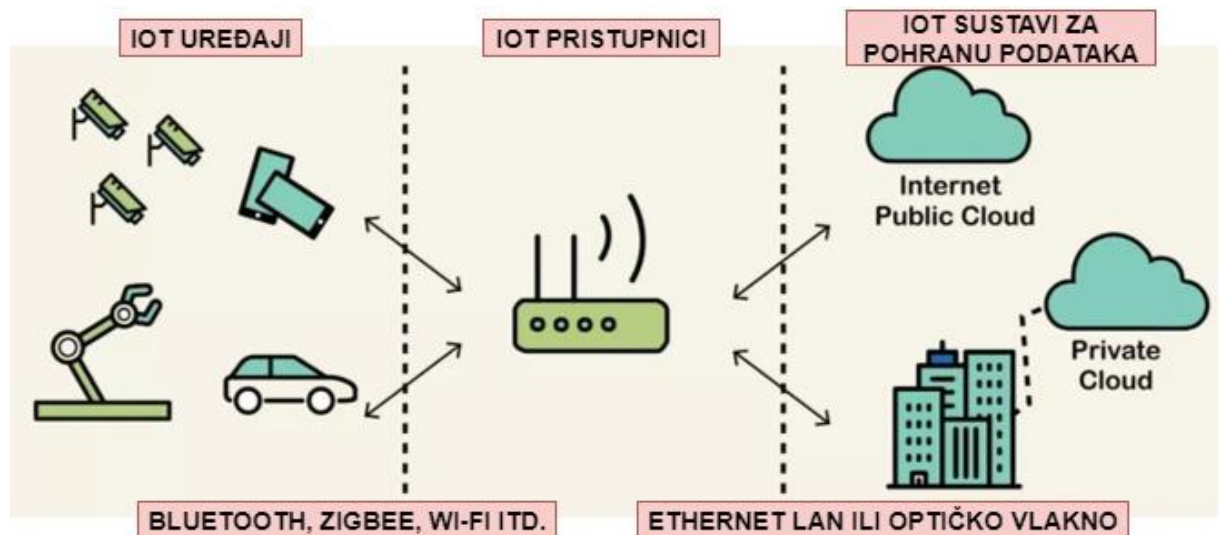 IOT UREĐAJI
IOT PRISTUPNICI
IOT SUSTAVI ZA
POHRANU PODATAKA
Internet
Public Cloud
Private
Cloud
BLUETOOTH, ZIGBEE, WI-FI ITD.
ETHERNET LAN ILI OPTIČKO VLAKNO